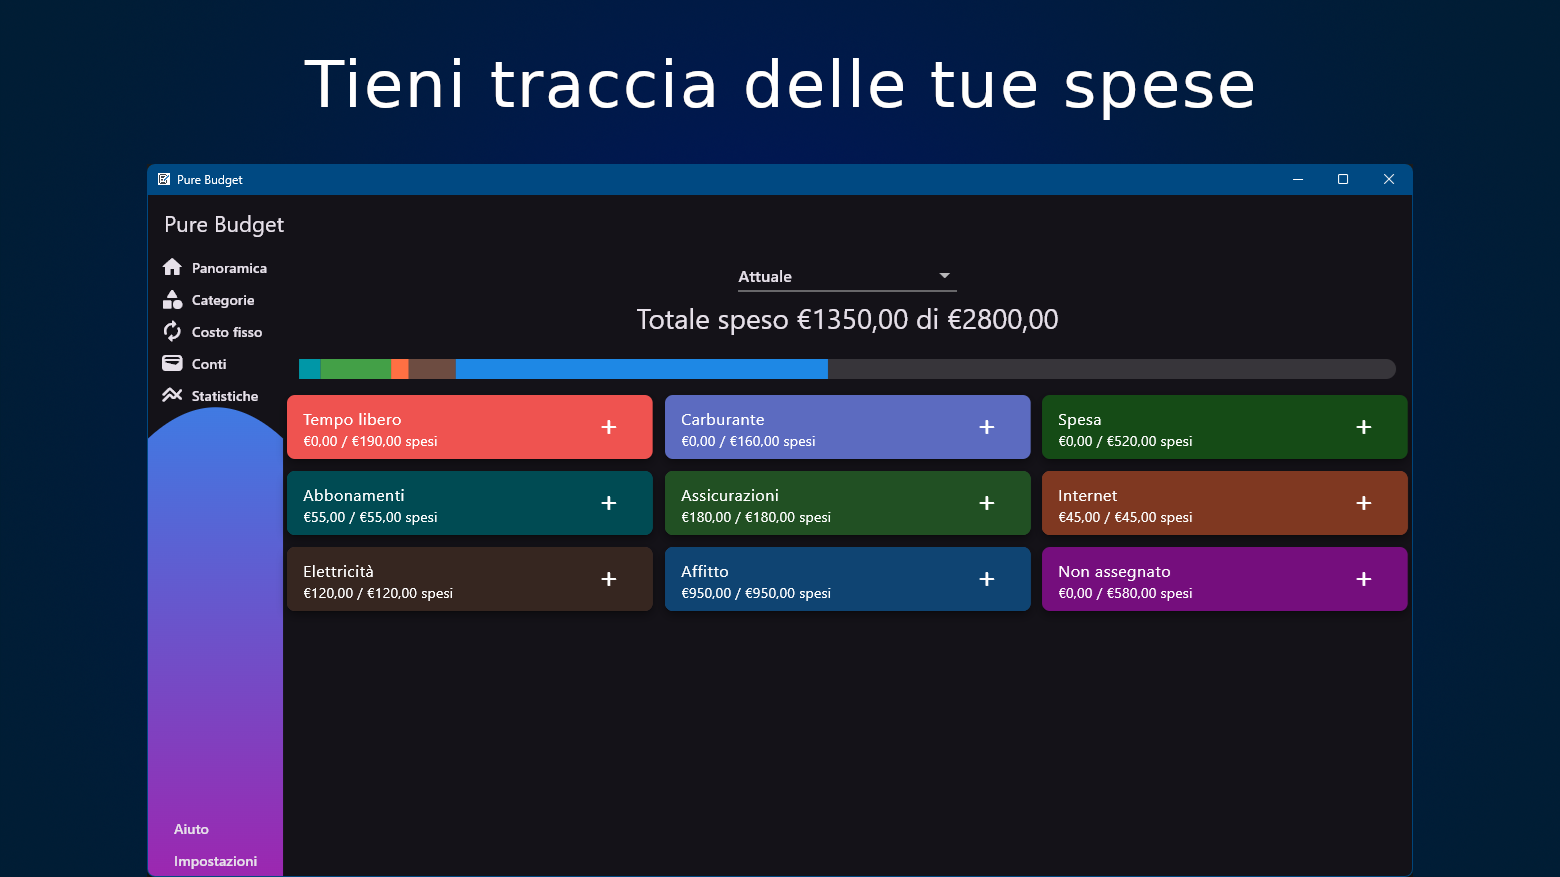 Tieni traccia delle tue spese
Pure Budget
Pure Budget
Panoramica
Categorie
Costo fisso
Conti
Statistiche
Aiuto
Impostazioni
Attuale
Totale speso €1350,00 di €2800,00
Tempo libero
€0,00 / €190,00 spesi
Carburante
€0,00 / €160,00 spesi
Spesa
€0,00 / €520,00 spesi
Abbonamenti
€55,00 / €55,00 spesi
Assicurazioni
€180,00 / €180,00 spesi
Internet
€45,00 / €45,00 spesi
Elettricità
€120,00 / €120,00 spesi
Affitto
€950,00 / €950,00 spesi
Non assegnato
€0,00 / €580,00 spesi